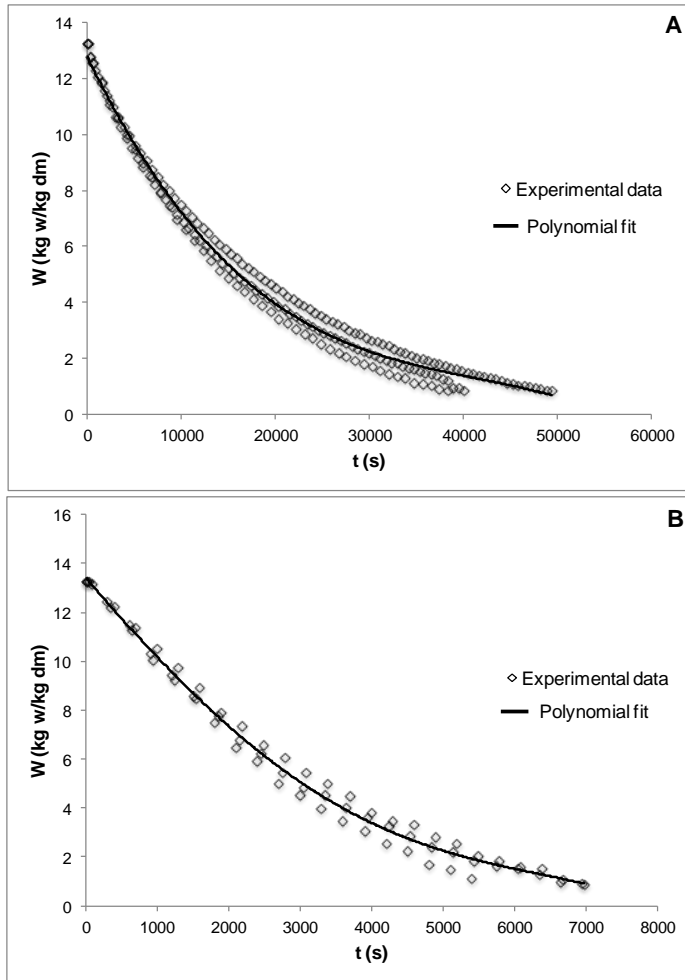 A
14
12
10
8
6
4
2
0
W (kg w/kg dm)
Experimental data
Polynomial fit
0 10000 20000 30000 40000 50000 60000
t (s)
B
16
14
12
10
8
6
4
2
0
W (kg w/kg dm)
Experimental data
Polynomial fit
0 1000 2000 3000 4000 5000 6000 7000 8000
t (s)